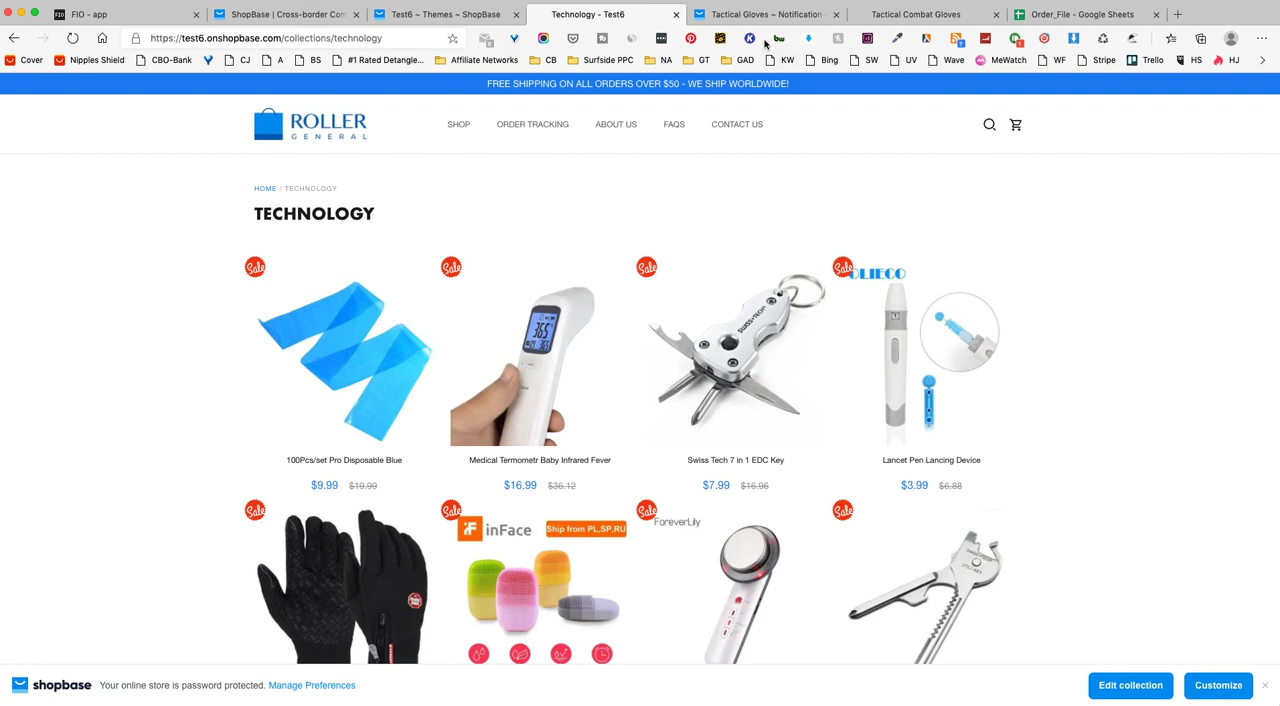 FIO - app
ShopBase | Cross-border Com
Test6 ~ Themes ~ ShopBase
Technology - Test6
Tactical Gloves ~ Notification -
Tactical Combat Gloves
Order_File - Google Sheets
https://test6.onshopbase.com/collections/technology
Cover Nipples Shield CBO-Bank CJ A BS #1 Rated Detangle... Affiliate Networks CB Surfside PPC NA GT GAD KW Bing SW UV Wave MeWatch WF Stripe Trello HS HJ
FREE SHIPPING ON ALL ORDERS OVER $50 - WE SHIP WORLDWIDE!
ROLLER
GENERAL
SHOP ORDER TRACKING ABOUT US FAQS CONTACT US
HOME / TECHNOLOGY
TECHNOLOGY
Sale Sale Sale Sale
OLIECO
SWISS+TECH
100Pcs/set Pro Disposable Blue
$9.99 $19.99
Medical Termometr Baby Infrared Fever
$16.99 $36.12
Swiss Tech 7 in 1 EDC Key
$7.99 $16.96
Lancet Pen Lancing Device
$3.99 $6.88
Sale Sale Sale Sale
inFace
Ship from PL,SP,RU
ForeverLily
shopbase
Your online store is password protected. Manage Preferences
Edit collection
Customize